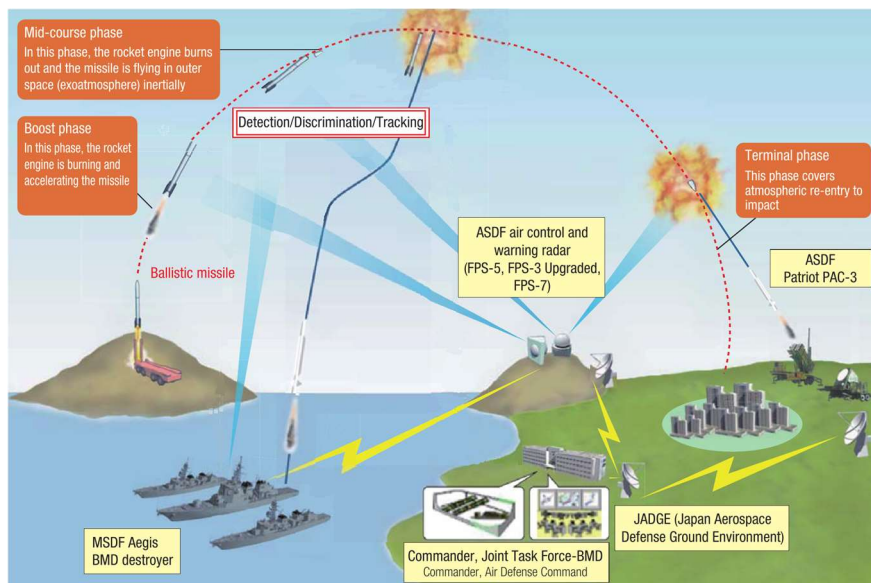 Mid-course phase
In this phase, the rocket engine burns
out and the missile is flying in outer
space (exoatmosphere) inertially
Detection/Discrimination/Tracking
Boost phase
In this phase, the rocket
engine is burning and
accelerating the missile
Terminal phase
This phase covers
atmospheric re-entry to
impact
ASDF air control and
warning radar
(FPS-5, FPS-3 Upgraded,
FPS-7)
ASDF
Patriot PAC-3
Ballistic missile
MSDF Aegis
BMD destroyer
Commander, Joint Task Force-BMD
Commander, Air Defense Command
JADGE (Japan Aerospace
Defense Ground Environment)